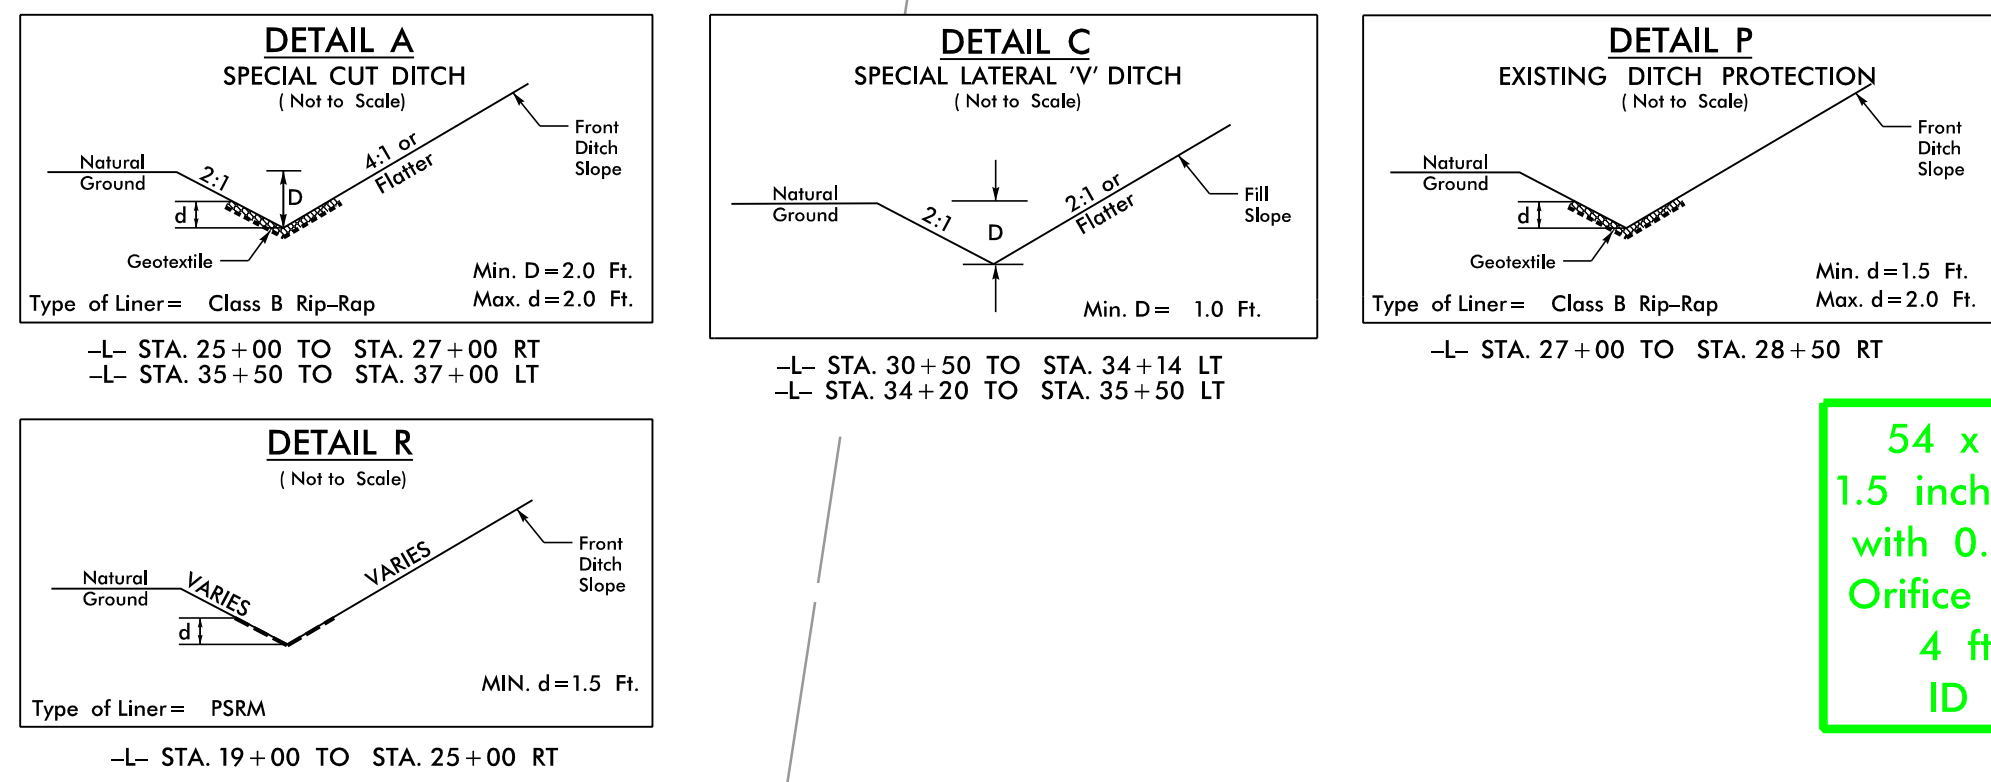 DETAIL A
SPECIAL CUT DITCH
( Not to Scale)
Natural
Ground
2:1
D
4:1 or
Flatter
Front
Ditch
Slope
d
Geotextile
Min. D=2.0 Ft.
Max. d=2.0 Ft.
Type of Liner= Class B Rip-Rap
-L- STA. 25+00 TO STA. 27+00 RT
-L- STA. 35+50 TO STA. 37+00 LT
DETAIL C
SPECIAL LATERAL 'V' DITCH
( Not to Scale)
Natural
Ground
2:1
D
2:1 or
Flatter
Fill
Slope
Min. D= 1.0 Ft.
-L- STA. 30+50 TO STA. 34+14 LT
-L- STA. 34+20 TO STA. 35+50 LT
DETAIL P
EXISTING DITCH PROTECTION
( Not to Scale)
Natural
Ground
Front
Ditch
Slope
d
Geotextile
Min. d=1.5 Ft.
Max. d=2.0 Ft.
Type of Liner= Class B Rip-Rap
-L- STA. 27+00 TO STA. 28+50 RT
DETAIL R
( Not to Scale)
Natural
Ground
VARIES
VARIES
Front
Ditch
Slope
d
MIN. d=1.5 Ft.
Type of Liner= PSRM
-L- STA. 19+00 TO STA. 25+00 RT
54 x
1.5 inch
with 0.
Orifice
4 ft
ID